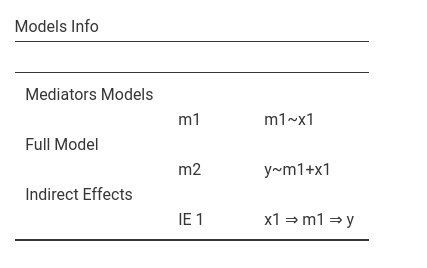 Models Info
Mediators Models
m1 m1~x1
Full Model
m2 y~m1+x1
Indirect Effects
IE 1 x1 ⇒ m1 ⇒ y